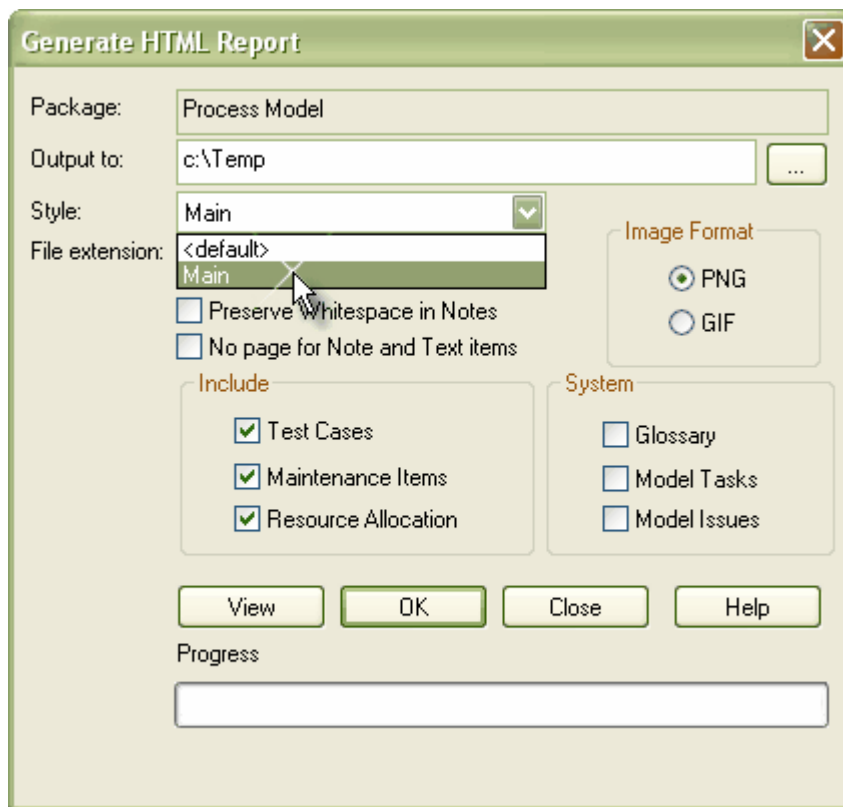 Generate HTML Report
Package: Process Model
Output to: c:\Temp ...
Style: Main
Image Format
File extension: <default>
Main
PNG
Preserve Whitespace in Notes
GIF
No page for Note and Text items
Include System
Test Cases Glossary
Maintenance Items Model Tasks
Resource Allocation Model Issues
View OK Close Help
Progress